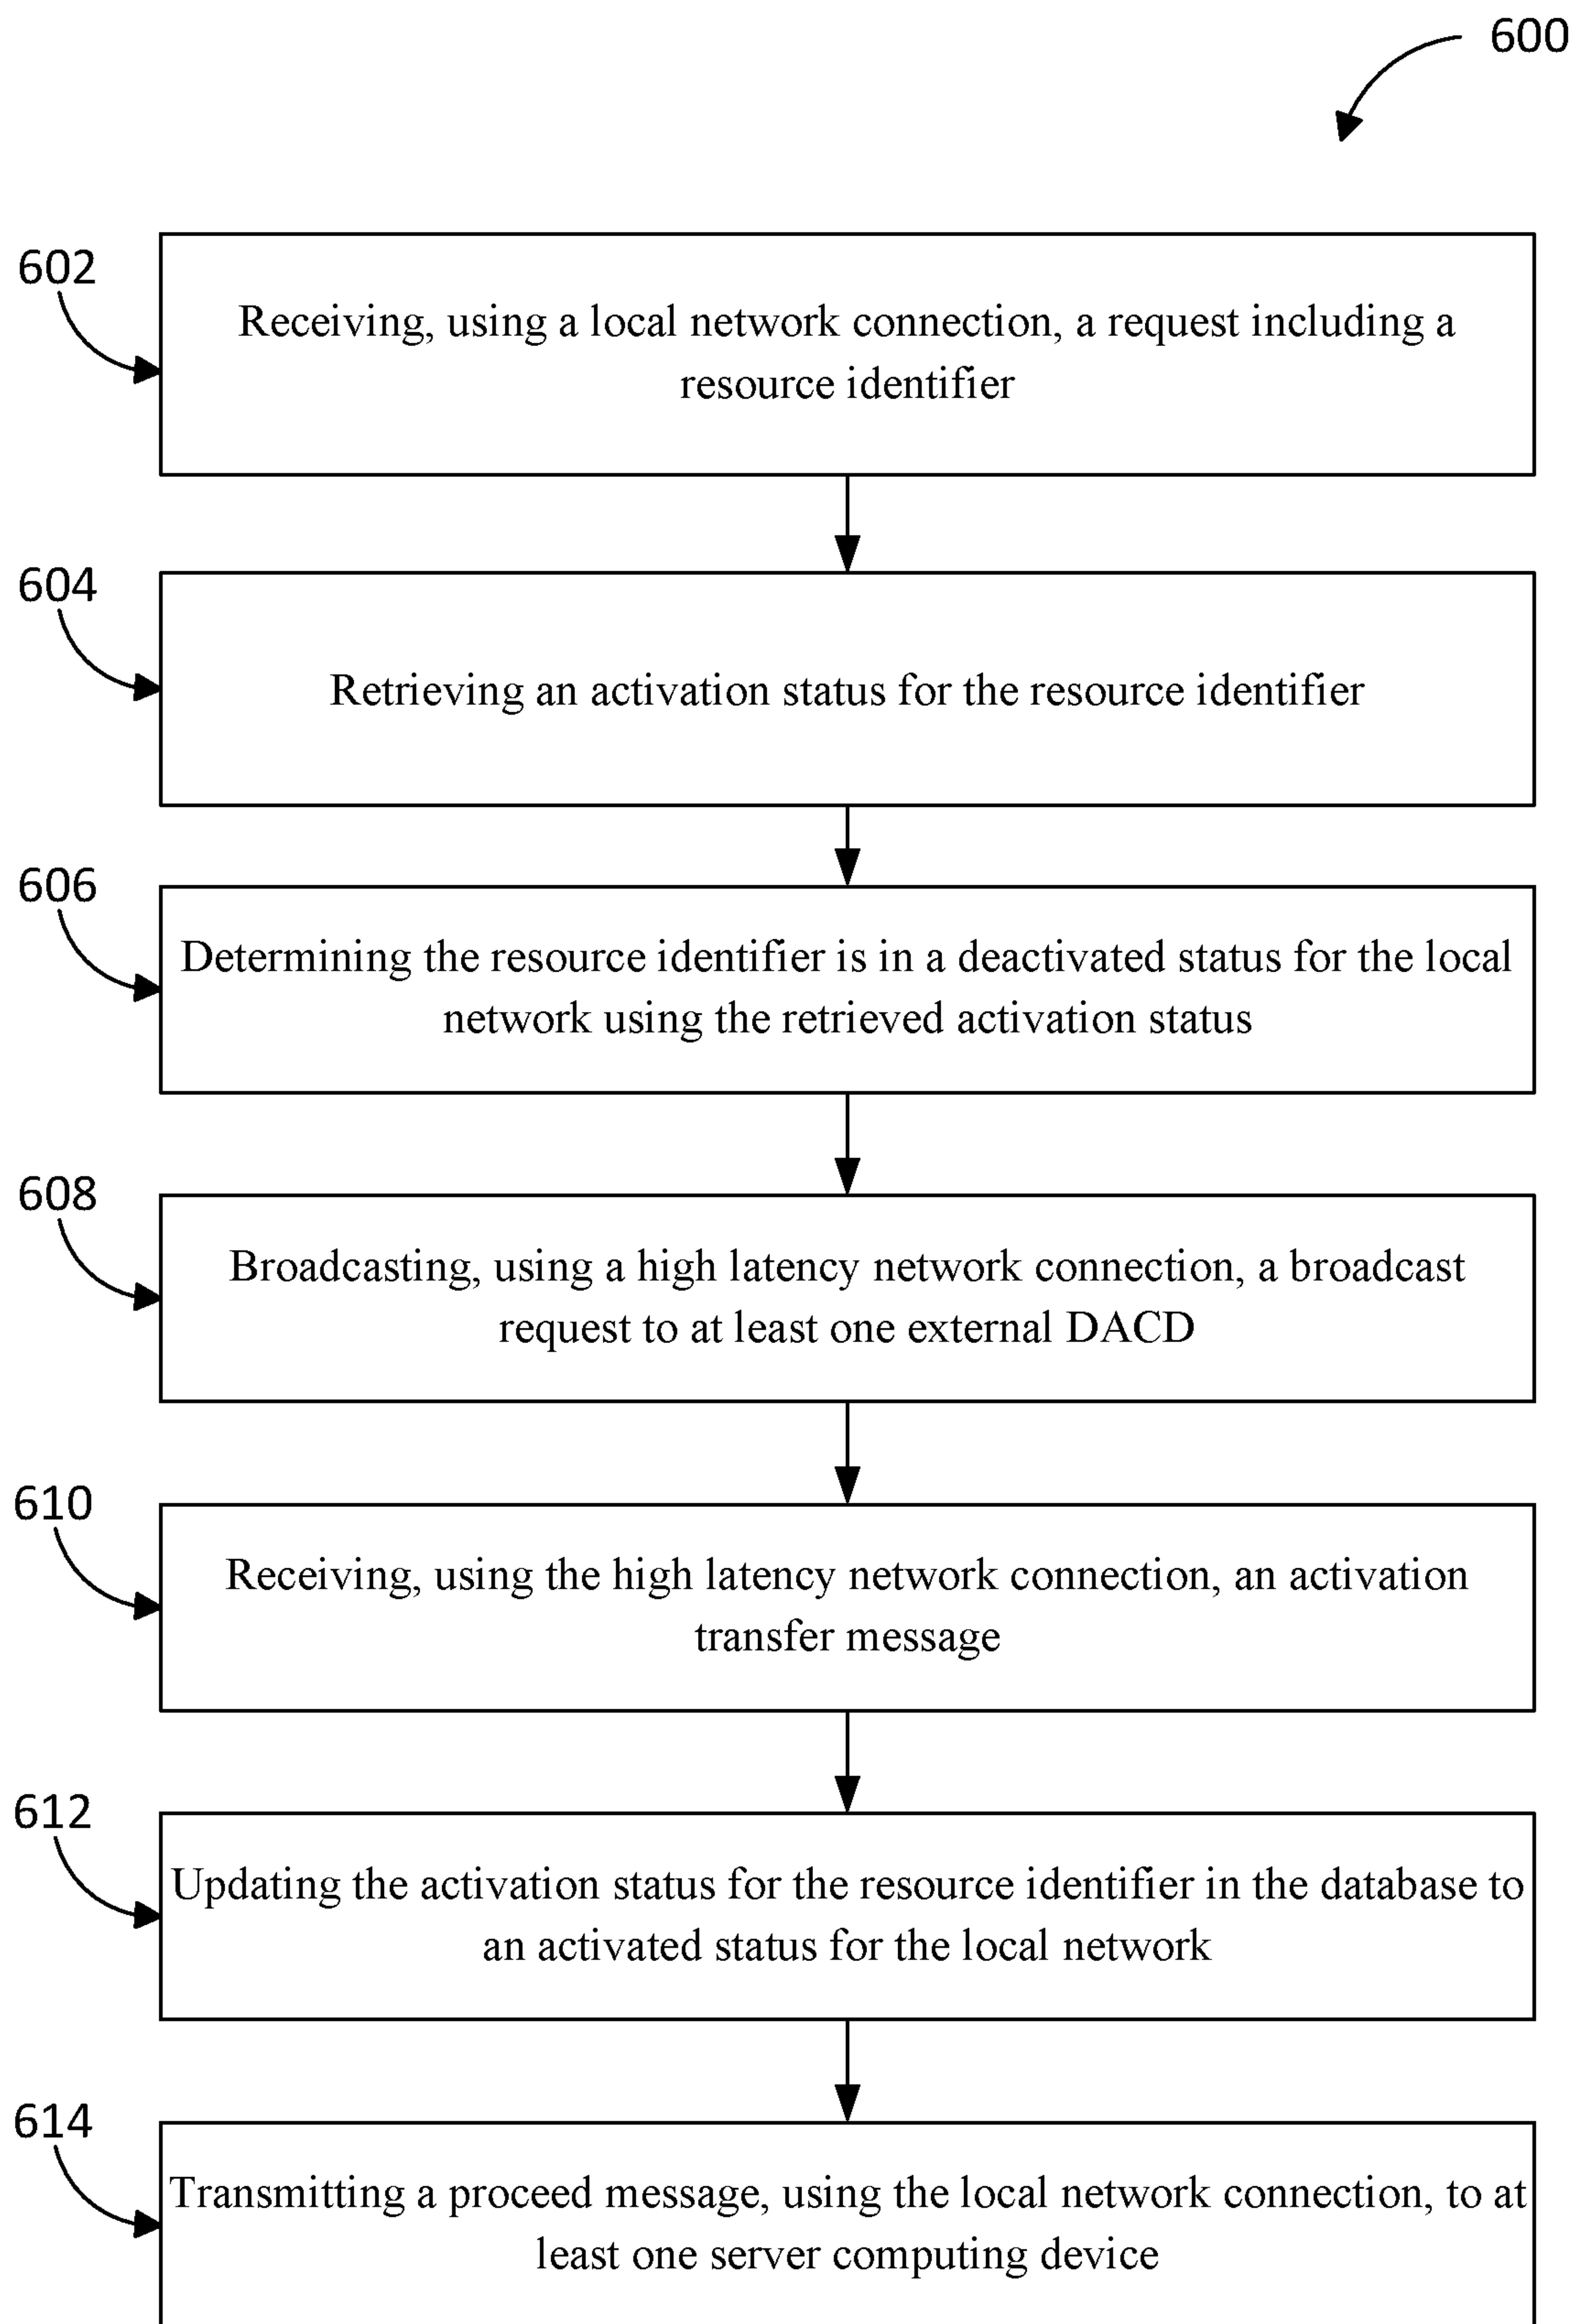 600
602
Receiving, using a local network connection, a request including a
resource identifier
604
Retrieving an activation status for the resource identifier
606
Determining the resource identifier is in a deactivated status for the local
network using the retrieved activation status
608
Broadcasting, using a high latency network connection, a broadcast
request to at least one external DACD
610
Receiving, using the high latency network connection, an activation
transfer message
612
Updating the activation status for the resource identifier in the database to
an activated status for the local network
614
Transmitting a proceed message, using the local network connection, to at
least one server computing device